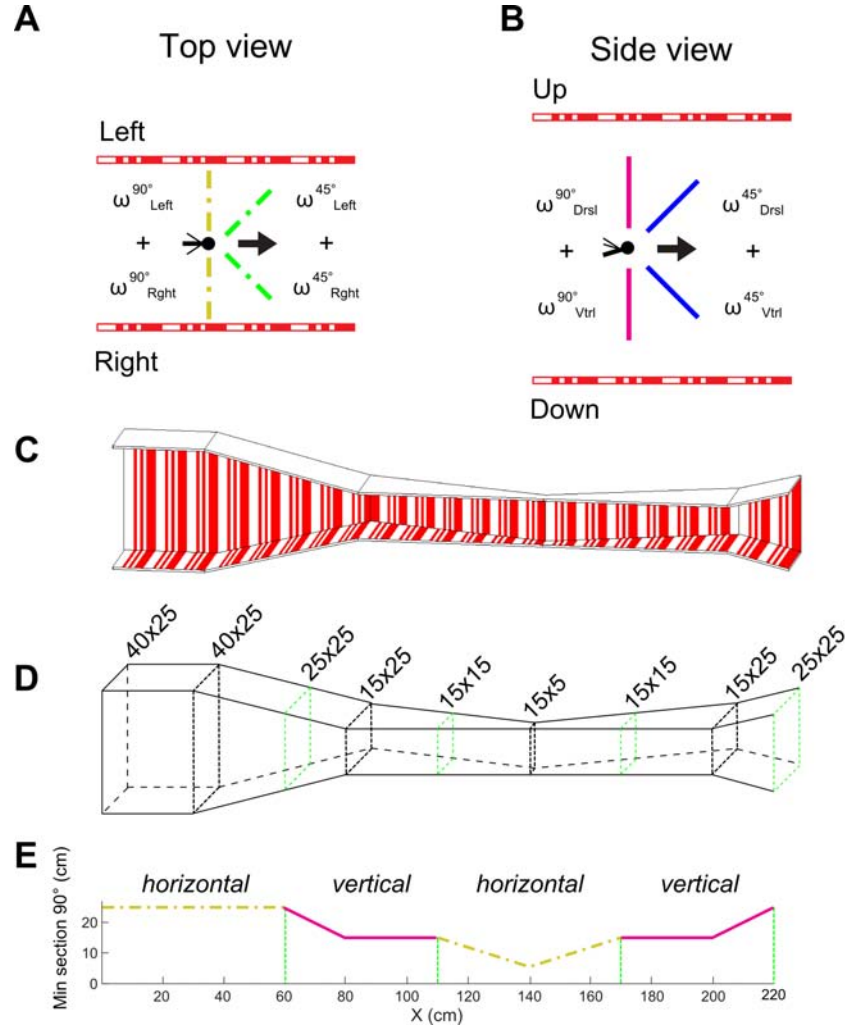 A
Top view
Left
ω90°Left
ω45°Left
+
+
ω90°Rght
ω45°Rght
Right
B
Side view
Up
ω90°Drsl
ω45°Drsl
+
+
ω90°Vtrl
ω45°Vtrl
Down
C
D
40x25
40x25
25x25
15x25
15x15
15x5
15x15
15x25
25x25
E
Min section 90° (cm)
horizontal
vertical
horizontal
vertical
20
10
0
20
40
60
80
100
120
140
160
180
200
220
X (cm)